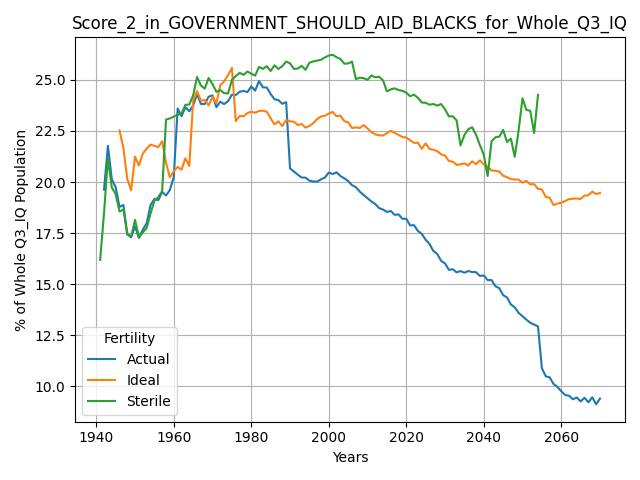 Score_2_in_GOVERNMENT_SHOULD_AID_BLACKS_for_Whole_Q3_IQ
% of Whole Q3_IQ Population
25.0
22.5
20.0
17.5
15.0
12.5
10.0
Fertility
Actual
Ideal
Sterile
1940
1960
1980
2000
2020
2040
2060
Years